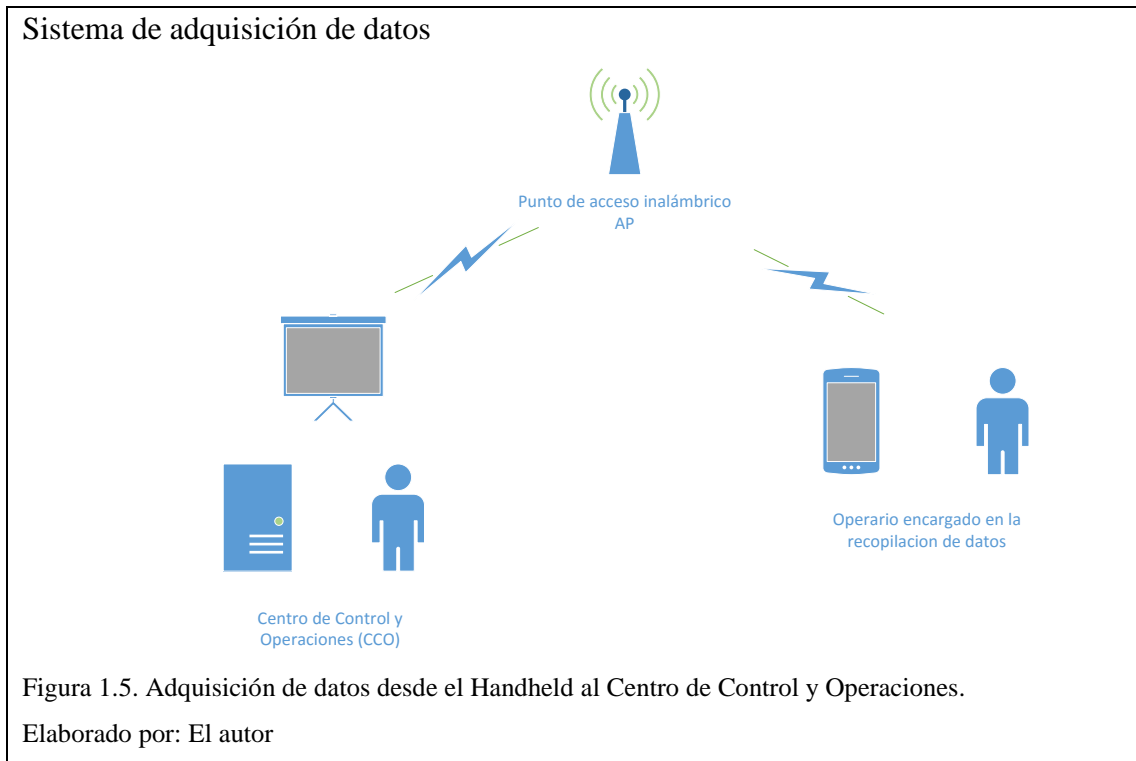 Sistema de adquisición de datos
Punto de acceso inalámbrico
AP
Operario encargado en la
recopilacion de datos
Centro de Control y
Operaciones (CCO)
Figura 1.5. Adquisición de datos desde el Handheld al Centro de Control y Operaciones.
Elaborado por: El autor